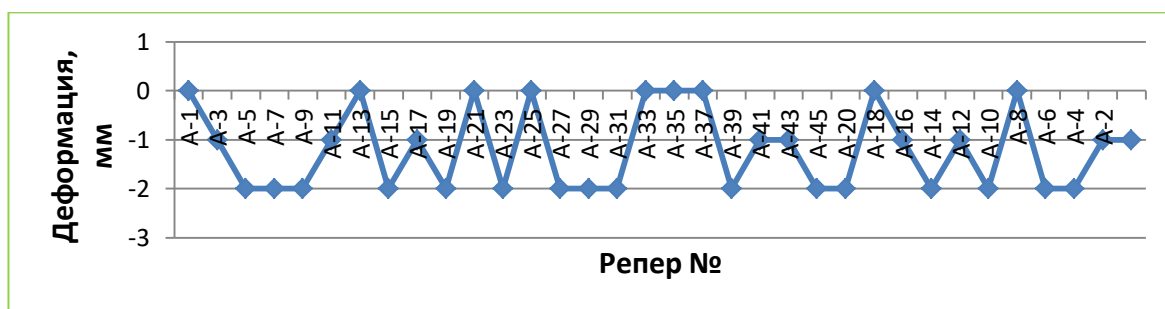 Деформация,
мм
1
0
-1
-2
-3
А-1
А-3
А-5
А-7
А-9
А-11
А-13
А-15
А-17
А-19
А-21
А-23
А-25
А-27
А-29
А-31
А-33
А-35
А-37
А-39
А-41
А-43
А-45
А-20
А-18
А-16
А-14
А-12
А-10
А-8
А-6
А-4
А-2
Репер №